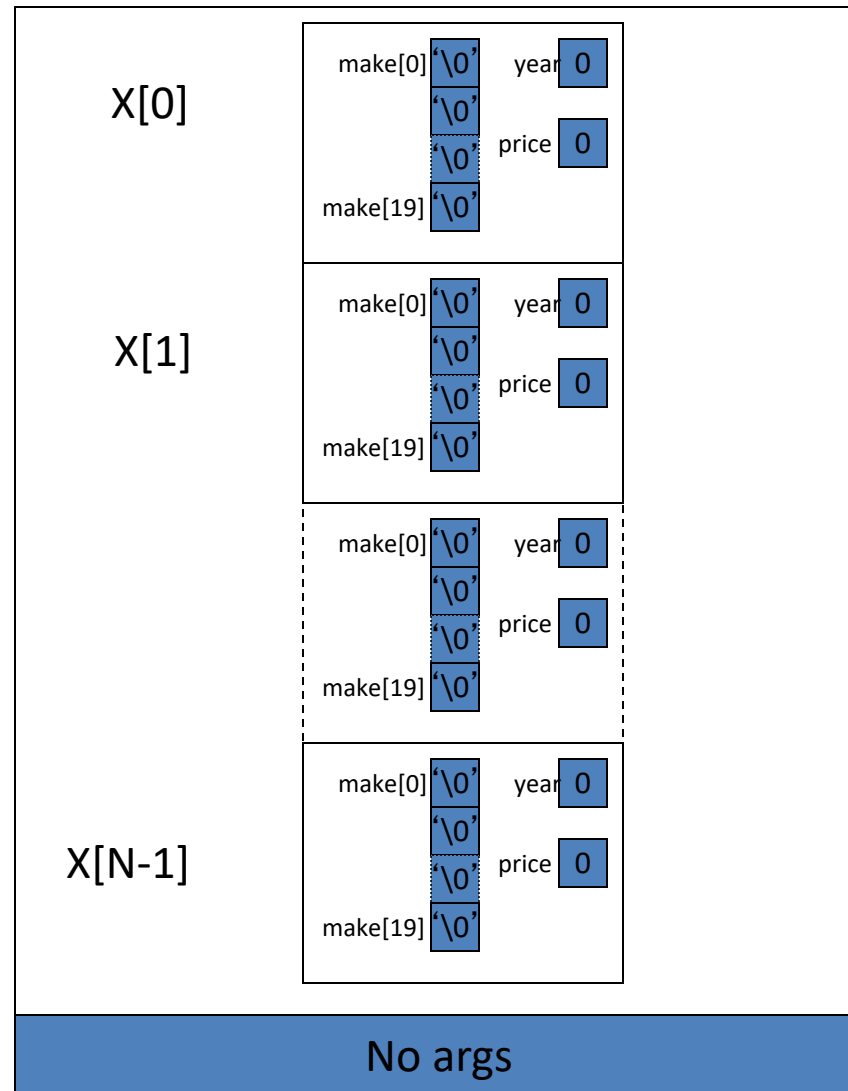 X[0]
make[0] ‘\0’ year 0
‘\0’
‘\0’ price 0
make[19] ‘\0’
X[1]
make[0] ‘\0’ year 0
‘\0’
‘\0’ price 0
make[19] ‘\0’
make[0] ‘\0’ year 0
‘\0’
‘\0’ price 0
make[19] ‘\0’
X[N-1]
make[0] ‘\0’ year 0
‘\0’
‘\0’ price 0
make[19] ‘\0’
No args